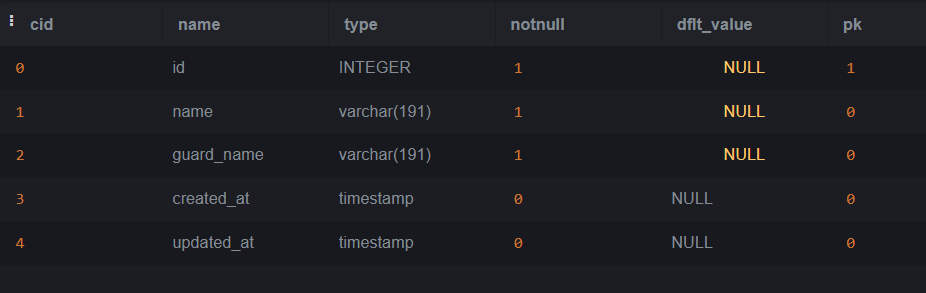 cid name type notnull dflt_value pk
0 id INTEGER 1 NULL 1
1 name varchar(191) 1 NULL 0
2 guard_name varchar(191) 1 NULL 0
3 created_at timestamp 0 NULL 0
4 updated_at timestamp 0 NULL 0